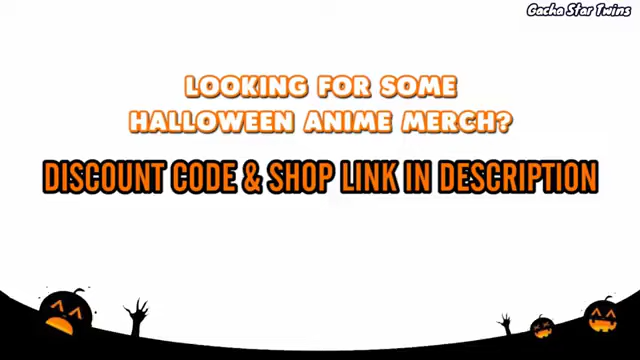 Gacha Star Twins
LOOKING FOR SOME
HALLOWEEN ANIME MERCH?
DISCOUNT CODE & SHOP LINK IN DESCRIPTION